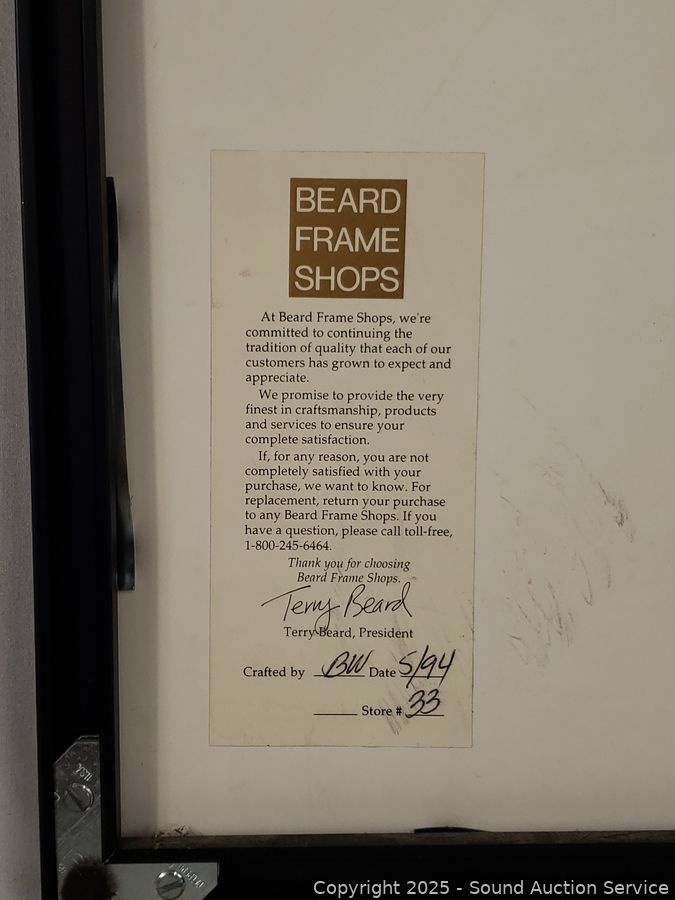 BEARD
FRAME
SHOPS
At Beard Frame Shops, we're
committed to continuing the
tradition of quality that each of our
customers has grown to expect and
appreciate.
We promise to provide the very
finest in craftsmanship, products
and services to ensure your
complete satisfaction.
If, for any reason, you are not
completely satisfied with your
purchase, we want to know. For
replacement, return your purchase
to any Beard Frame Shops. If you
have a question, please call toll-free,
1-800-245-6464.
Thank you for choosing
Beard Frame Shops.
Terry Beard
Terry Beard, President
Crafted by BW Date 5/94
Store # 33
Copyright 2025 - Sound Auction Service